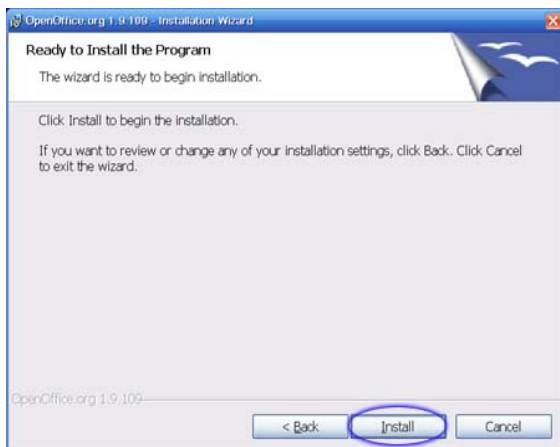 OpenOffice.org 1.9.109 - Installation Wizard
Ready to Install the Program
The wizard is ready to begin installation.
Click Install to begin the installation.
If you want to review or change any of your installation settings, click Back. Click Cancel
to exit the wizard.
OpenOffice.org 1.9.109
< Back Install Cancel